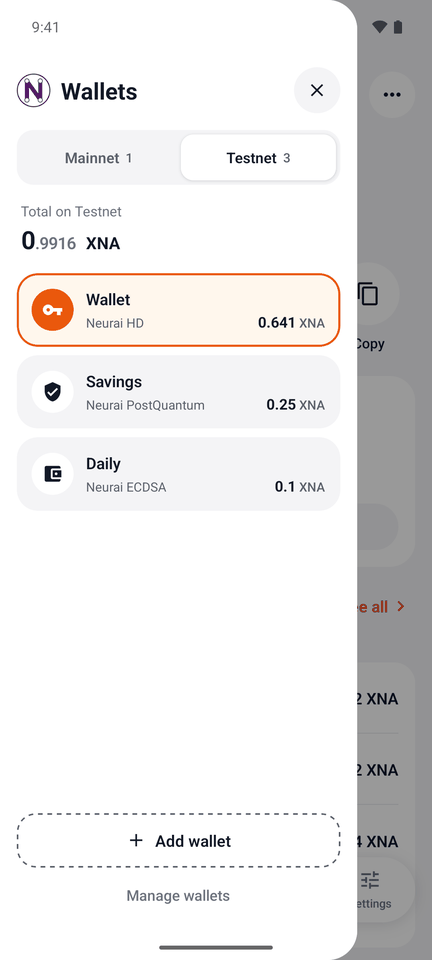 9:41
Wallets
Mainnet 1
Testnet 3
Total on Testnet
0.9916 XNA
Wallet
Neurai HD
0.641 XNA
Savings
Neurai PostQuantum
0.25 XNA
Daily
Neurai ECDSA
0.1 XNA
Copy
ee all
2 XNA
2 XNA
4 XNA
ettings
Add wallet
Manage wallets